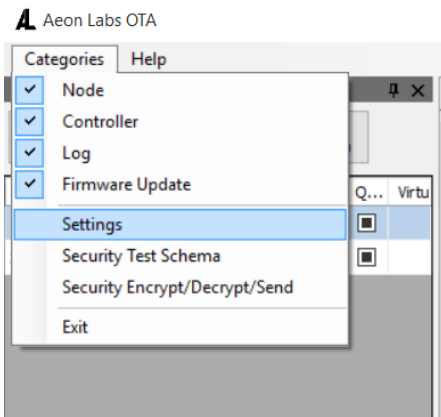 Aeon Labs OTA
Categories Help
Node
Controller
Log
Firmware Update
Q... Virtu
Settings
Security Test Schema
Security Encrypt/Decrypt/Send
Exit